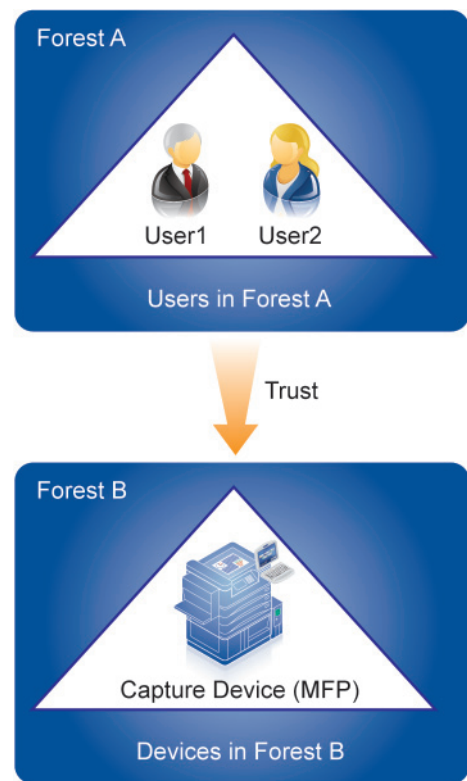 Forest A
User1 User2
Users in Forest A
Trust
Forest B
Capture Device (MFP)
Devices in Forest B